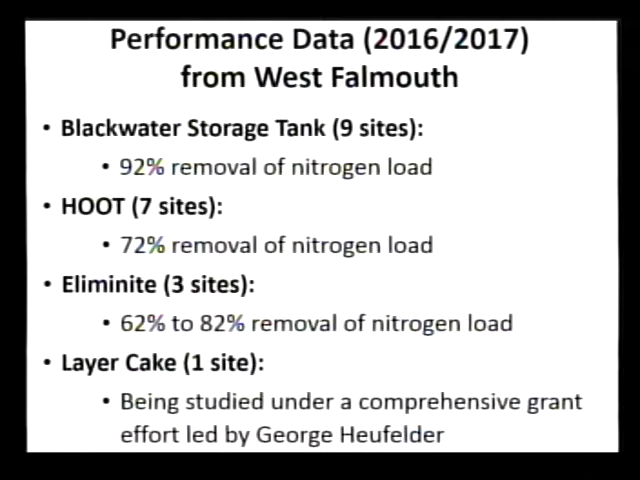 Performance Data (2016/2017)
from West Falmouth
• Blackwater Storage Tank (9 sites):
• 92% removal of nitrogen load
• HOOT (7 sites):
• 72% removal of nitrogen load
• Eliminite (3 sites):
• 62% to 82% removal of nitrogen load
• Layer Cake (1 site):
• Being studied under a comprehensive grant
effort led by George Heufelder